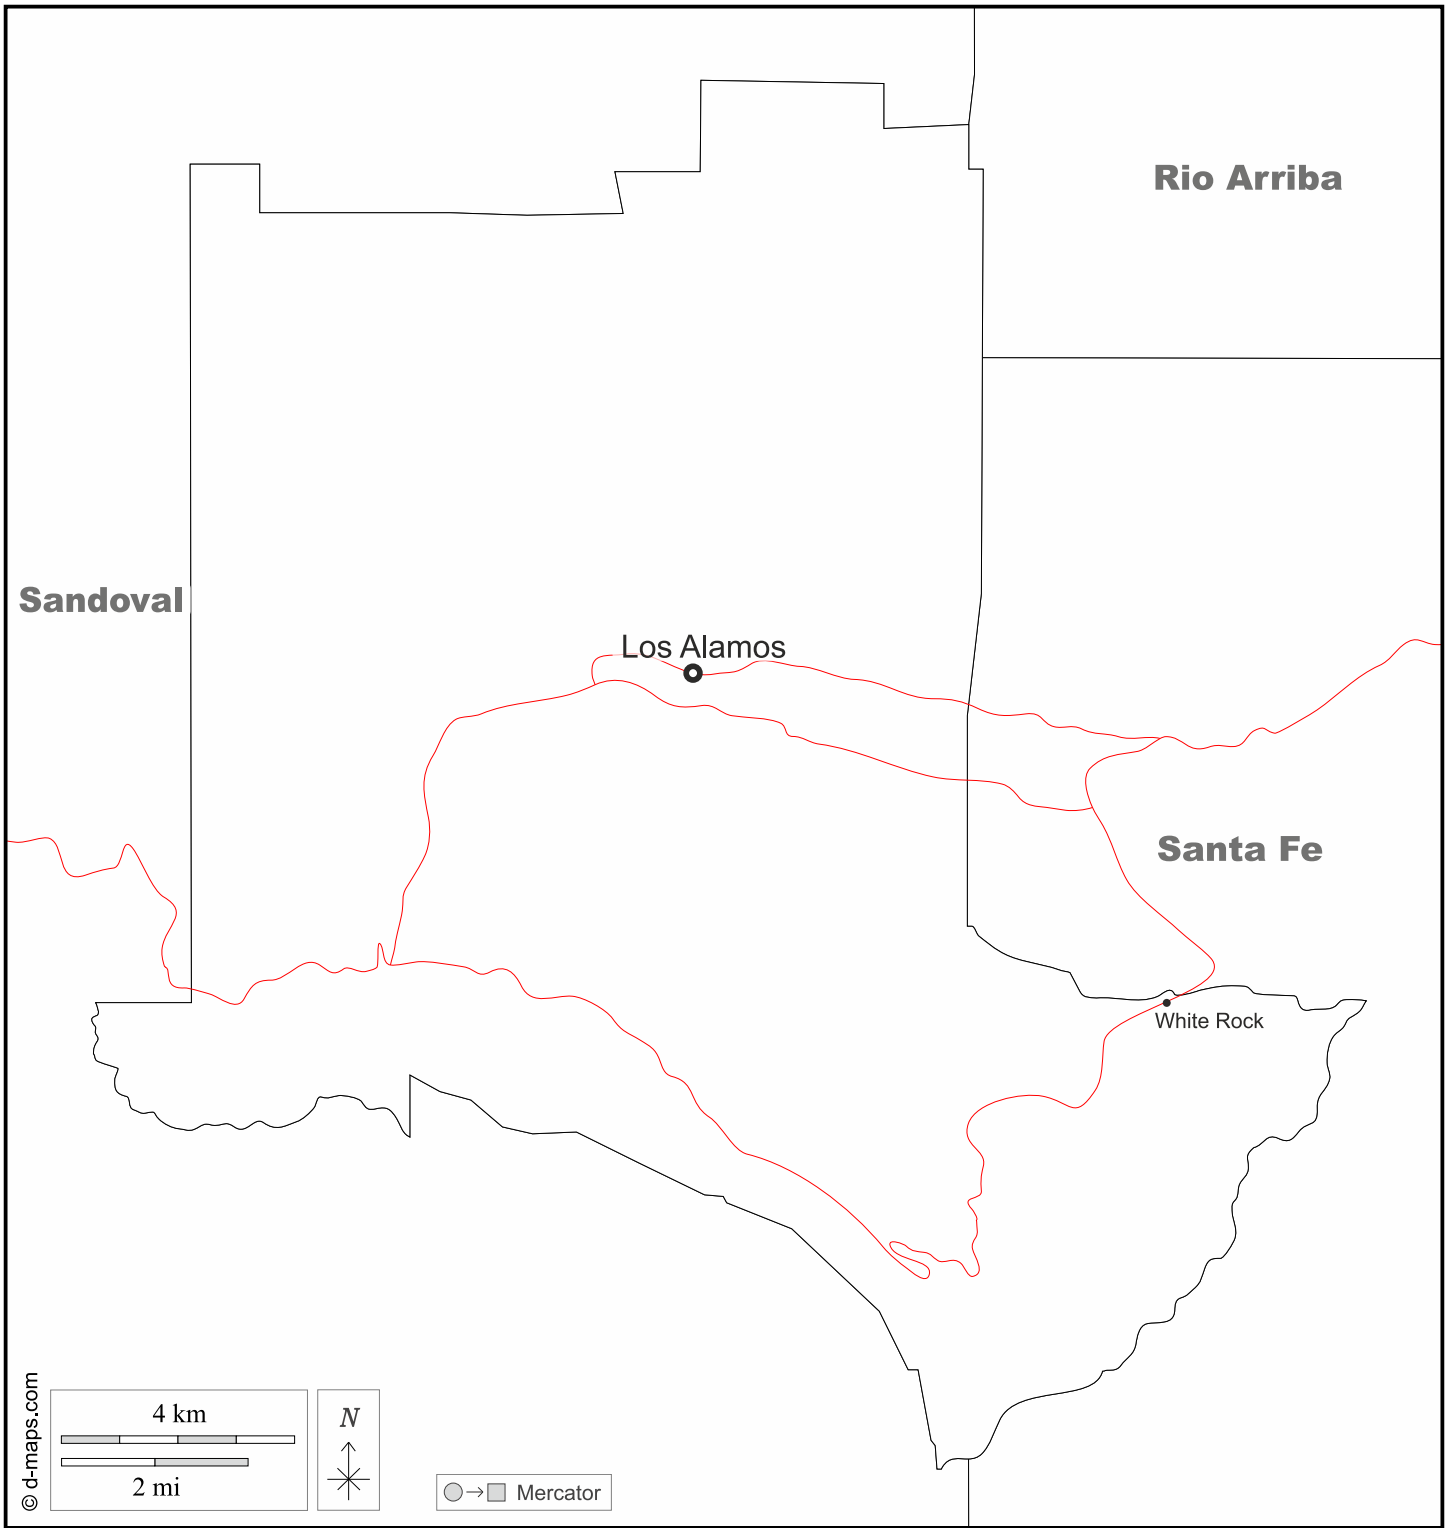 Rio Arriba
Sandoval
Los Alamos
Santa Fe
White Rock
© d-maps.com
4 km
2 mi
N
Mercator